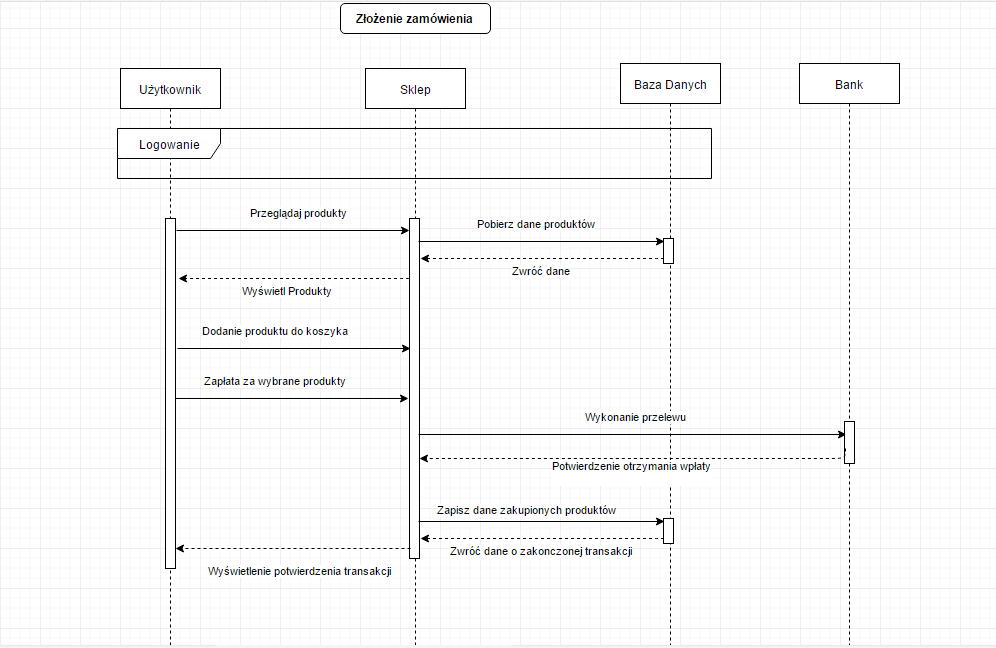 Złożenie zamówienia
Użytkownik
Sklep
Baza Danych
Bank
Logowanie
Przeglądaj produkty
Pobierz dane produktów
Zwróć dane
Wyświetl Produkty
Dodanie produktu do koszyka
Zapłata za wybrane produkty
Wykonanie przelewu
Potwierdzenie otrzymania wpłaty
Zapisz dane zakupionych produktów
Zwróć dane o zakonczonej transakcji
Wyświetlenie potwierdzenia transakcji